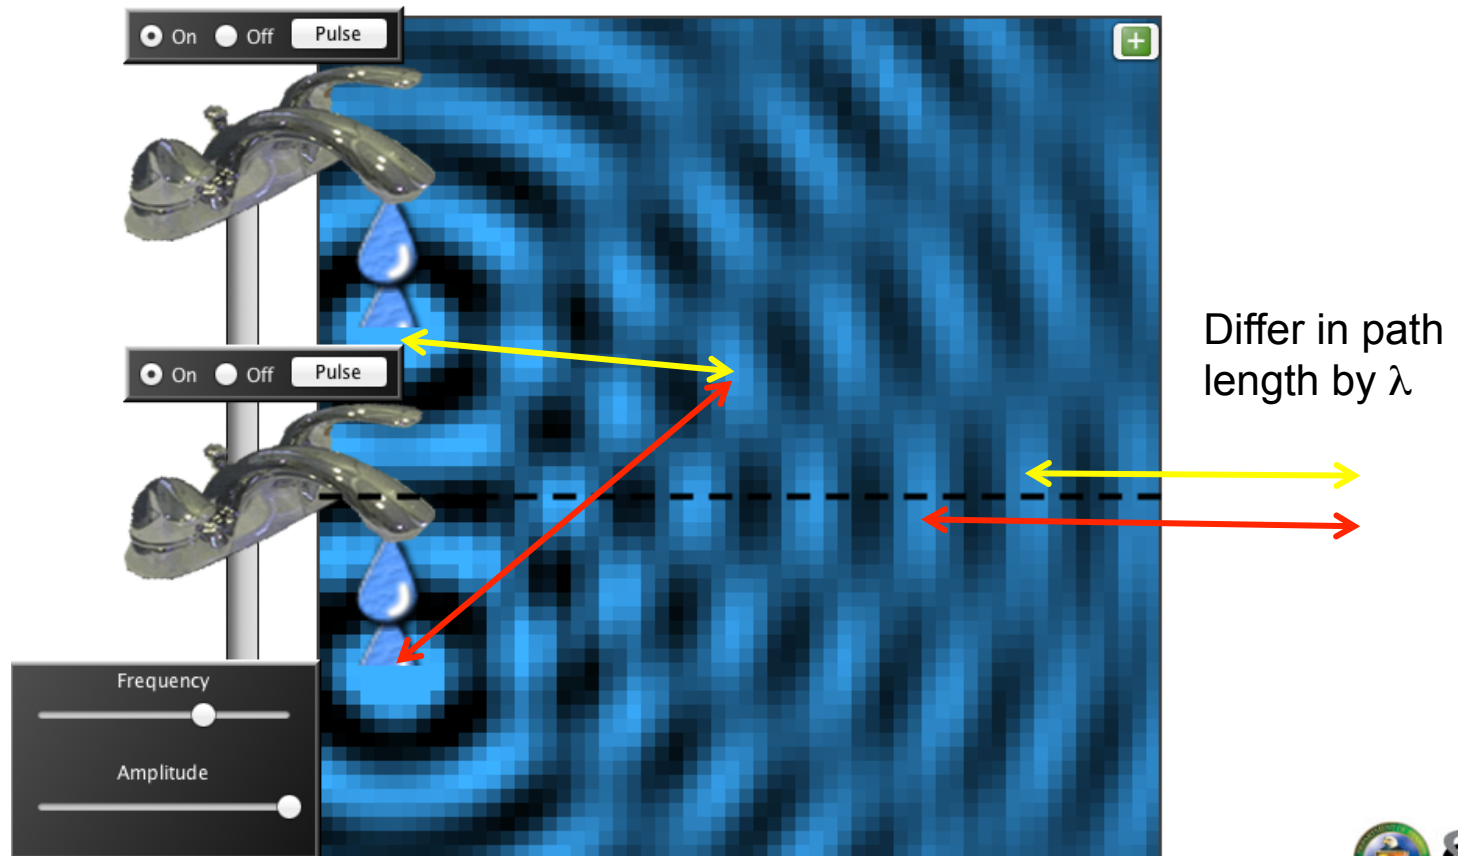 On Off Pulse
On Off Pulse
Differ in path
length by λ
Frequency
Amplitude